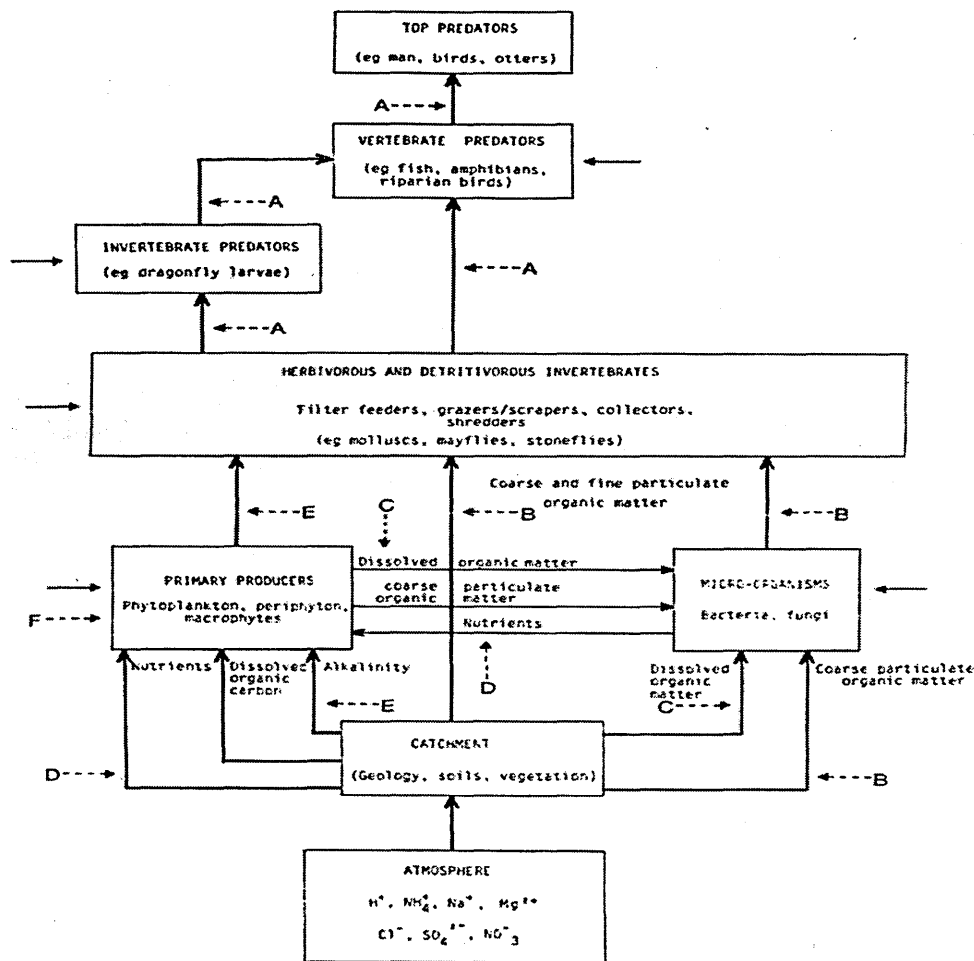 TOP PREDATORS
(eg man, birds, otters)
A
VERTEBRATE PREDATORS
(eg fish, amphibians,
riparian birds)
A
INVERTEBRATE PREDATORS
(eg dragonfly larvae)
A
A
HERBIVOROUS AND DETRITIVOROUS INVERTEBRATES
Filter feeders, grazers/scrapers, collectors,
shredders
(eg molluscs, mayflies, stoneflies)
Coarse and fine particulate
organic matter
C
E
B
B
Dissolved organic matter
PRIMARY PRODUCERS
Phytoplankton, periphyton,
macrophytes
coarse particulate
organic matter
MICRO-ORGANISMS
Bacteria, fungi
F
Nutrients
Nutrients
Dissolved
organic
carbon
Alkalinity
D
Dissolved
organic
matter
Coarse particulate
organic matter
E
C
CATCHMENT
(Geology, soils, vegetation)
D
B
ATMOSPHERE
H⁺, NH₄⁺, Na⁺, Mg²⁺
Cl⁻, SO₄²⁻, NO⁻₃